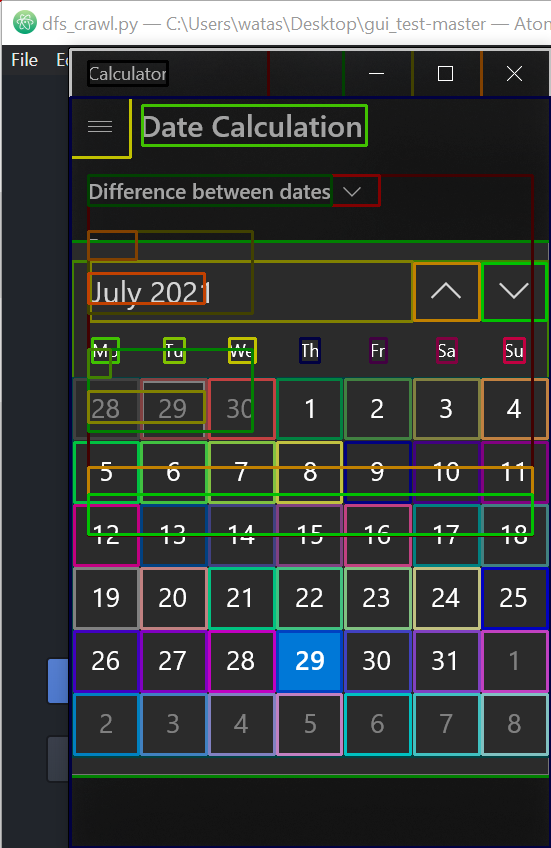 dfs_crawl.py — C:\Users\watas\Desktop\gui_test-master — Atom
File
Calculator
Date Calculation
Difference between dates
July 2021
Mo Tu We Th Fr Sa Su
28 29 30 1 2 3 4
5 6 7 8 9 10 11
12 13 14 15 16 17 18
19 20 21 22 23 24 25
26 27 28 29 30 31 1
2 3 4 5 6 7 8